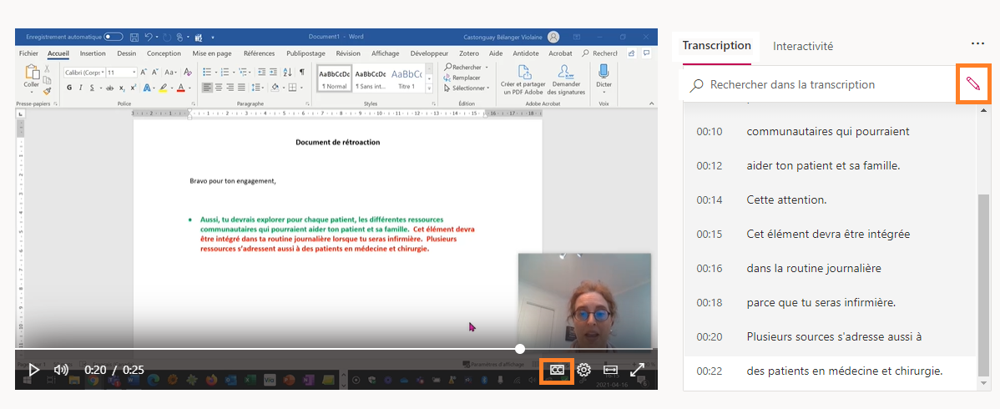 Enregistrement automatique
Document1 - Word
Castonguay Bélanger Violaine
Fichier Accueil Insertion Dessin Conception Mise en page Références Publipostage Révision Affichage Développeur Zotero Aide Antidote Acrobat Recherch
Coller
Calibri (Corps 11
G I S ab x₂ x²
AaBbCcDc AaBbCcDc AaBbCc
¶ Normal ¶ Sans int... Titre 1
Rechercher
Remplacer
Sélectionner
Créer et partager un PDF Adobe
Demander des signatures
Dicter
Presse-papiers Police Paragraphe Styles Édition Adobe Acrobat Voix
Document de rétroaction
Bravo pour ton engagement,
• Aussi, tu devrais explorer pour chaque patient, les différentes ressources
communautaires qui pourraient aider ton patient et sa famille. Cet élément devra
être intégré dans ta routine journalière lorsque tu seras infirmière. Plusieurs
ressources s'adressent aussi à des patients en médecine et chirurgie.
0:20 / 0:25
CC
Paramètres d'affichage
Via
2021-04-16
Transcription Interactivité
Rechercher dans la transcription
00:10 communautaires qui pourraient
00:12 aider ton patient et sa famille.
00:14 Cette attention.
00:15 Cet élément devra être intégrée
00:16 dans la routine journalière
00:18 parce que tu seras infirmière.
00:20 Plusieurs sources s'adresse aussi à
00:22 des patients en médecine et chirurgie.